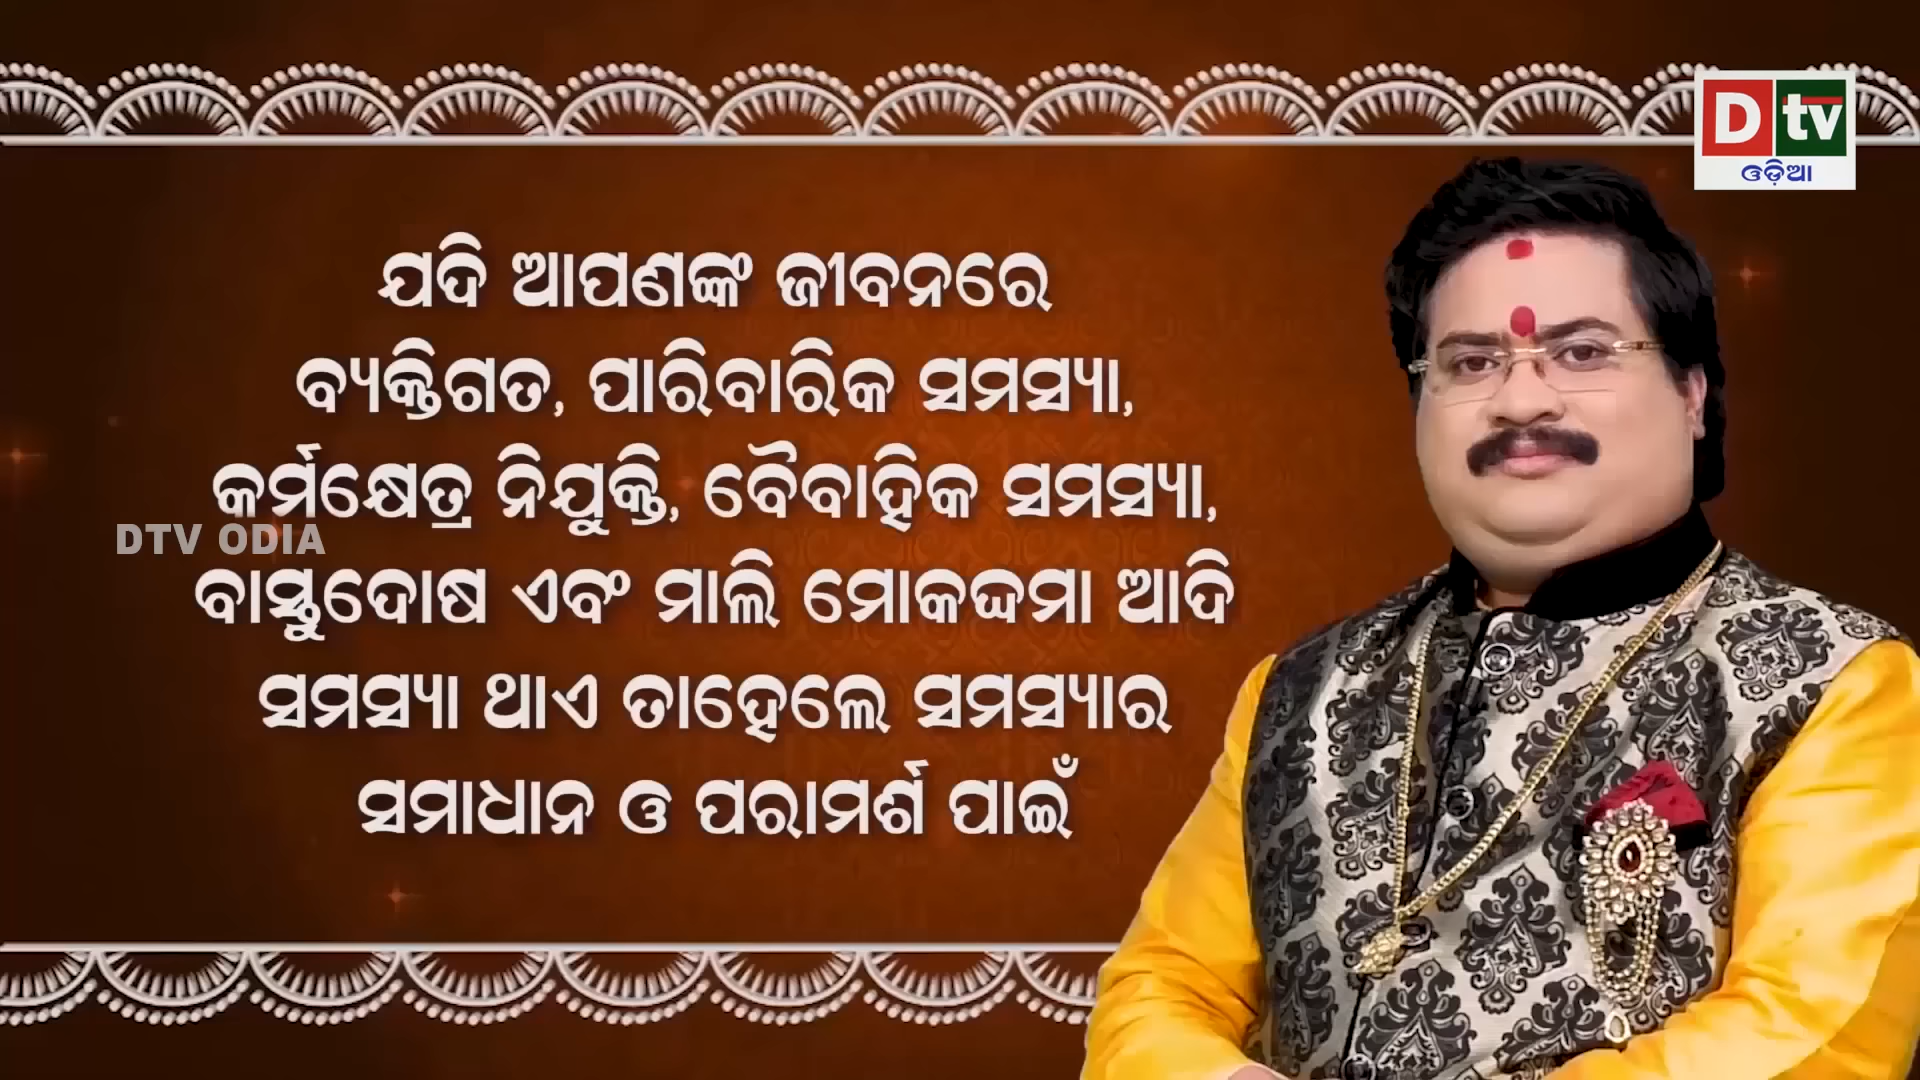 D tv
ଓଡ଼ିଆ
ଯଦି ଆପଣଙ୍କ ଜୀବନରେ
ବ୍ୟକ୍ତିଗତ, ପାରିବାରିକ ସମସ୍ୟା,
କର୍ମକ୍ଷେତ୍ର ନିଯୁକ୍ତି, ବୈବାହିକ ସମସ୍ୟା,
DTV ODIA
ବାସ୍ତୁଦୋଷ ଏବଂ ମାଲି ମୋକଦ୍ଦମା ଆଦି
ସମସ୍ୟା ଥାଏ ତାହେଲେ ସମସ୍ୟାର
ସମାଧାନ ଓ ପରାମର୍ଶ ପାଇଁ